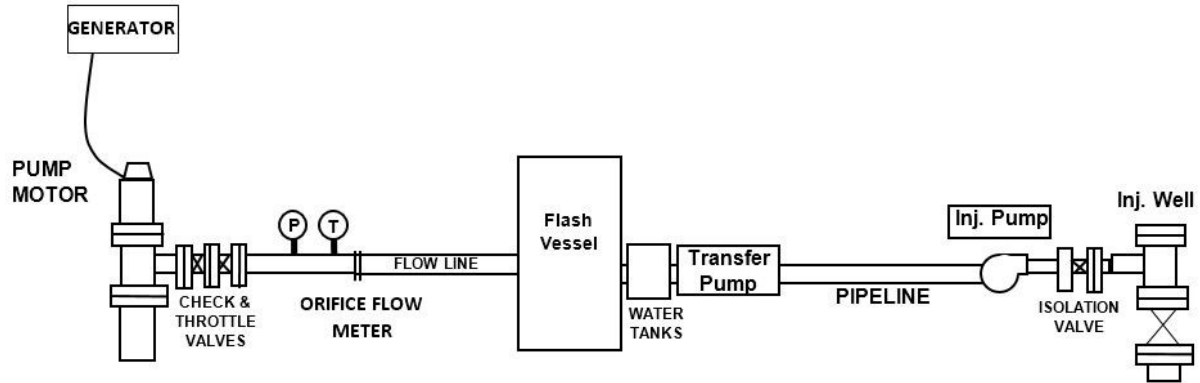 GENERATOR
PUMP
MOTOR
P
T
CHECK &
THROTTLE
VALVES
ORIFICE FLOW
METER
FLOW LINE
Flash
Vessel
WATER
TANKS
Transfer
Pump
PIPELINE
Inj. Pump
ISOLATION
VALVE
Inj. Well